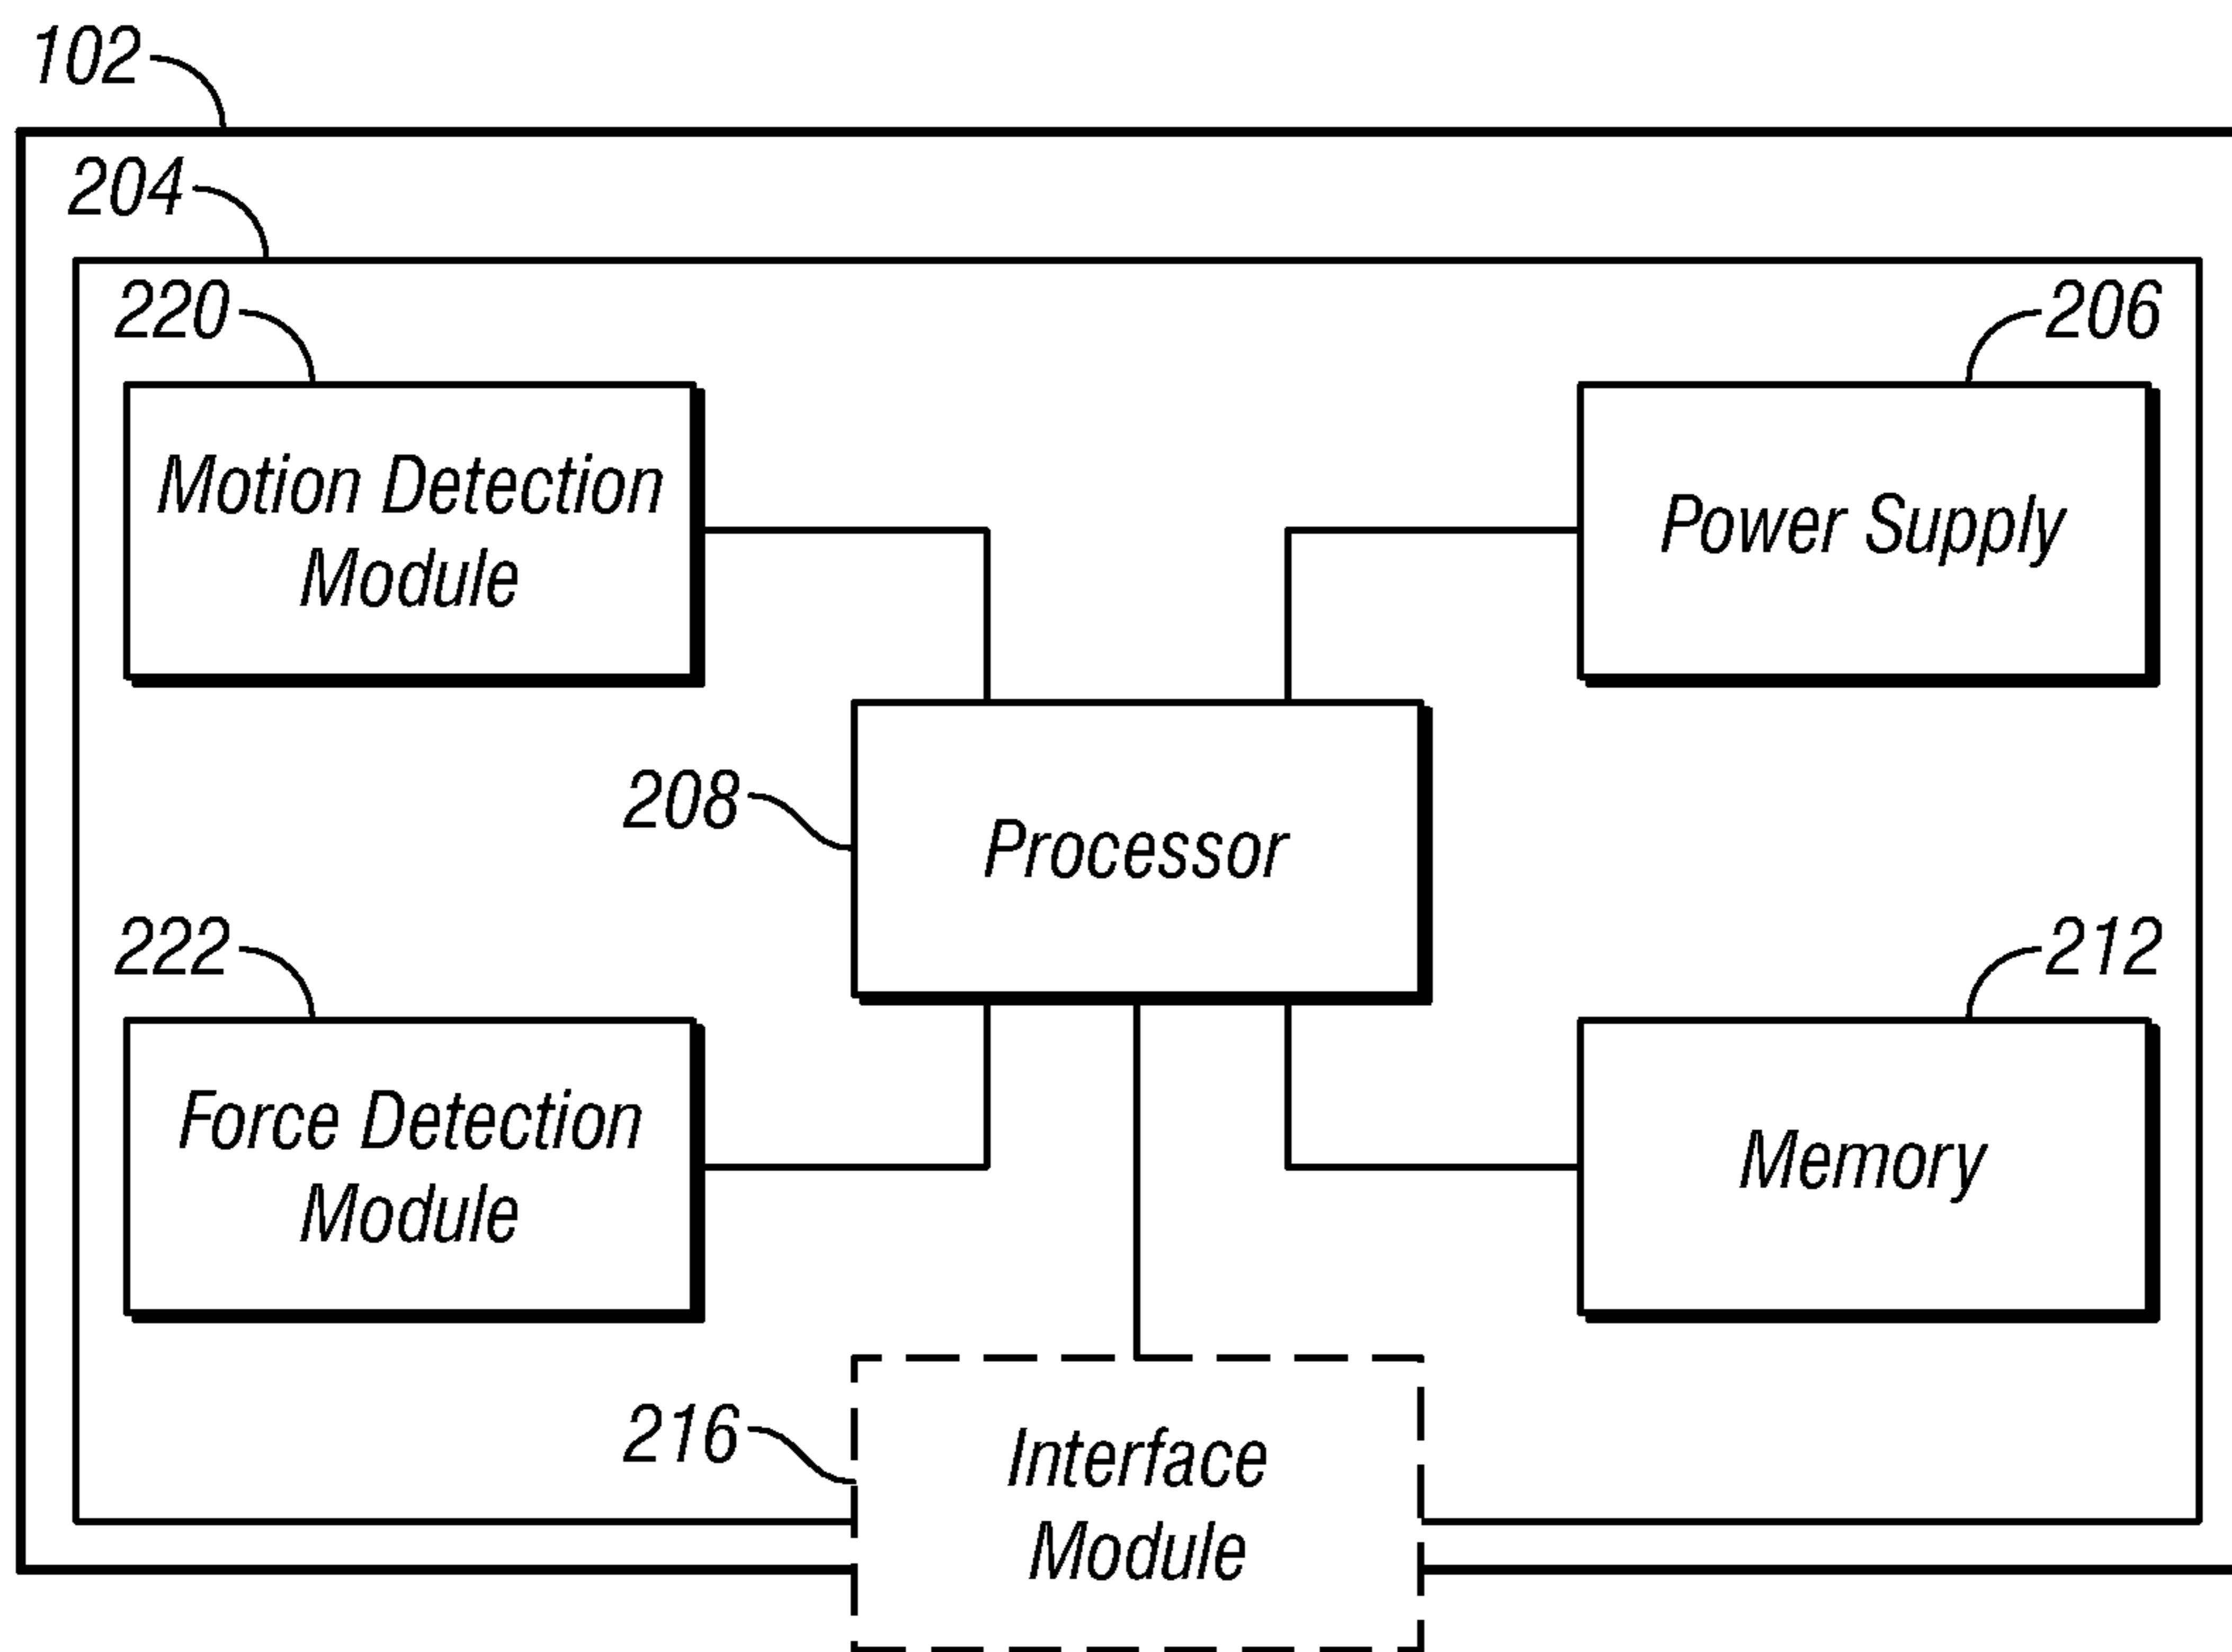 102
204
220
206
Motion Detection
Module
Power Supply
208
Processor
222
212
Force Detection
Module
Memory
216
Interface
Module